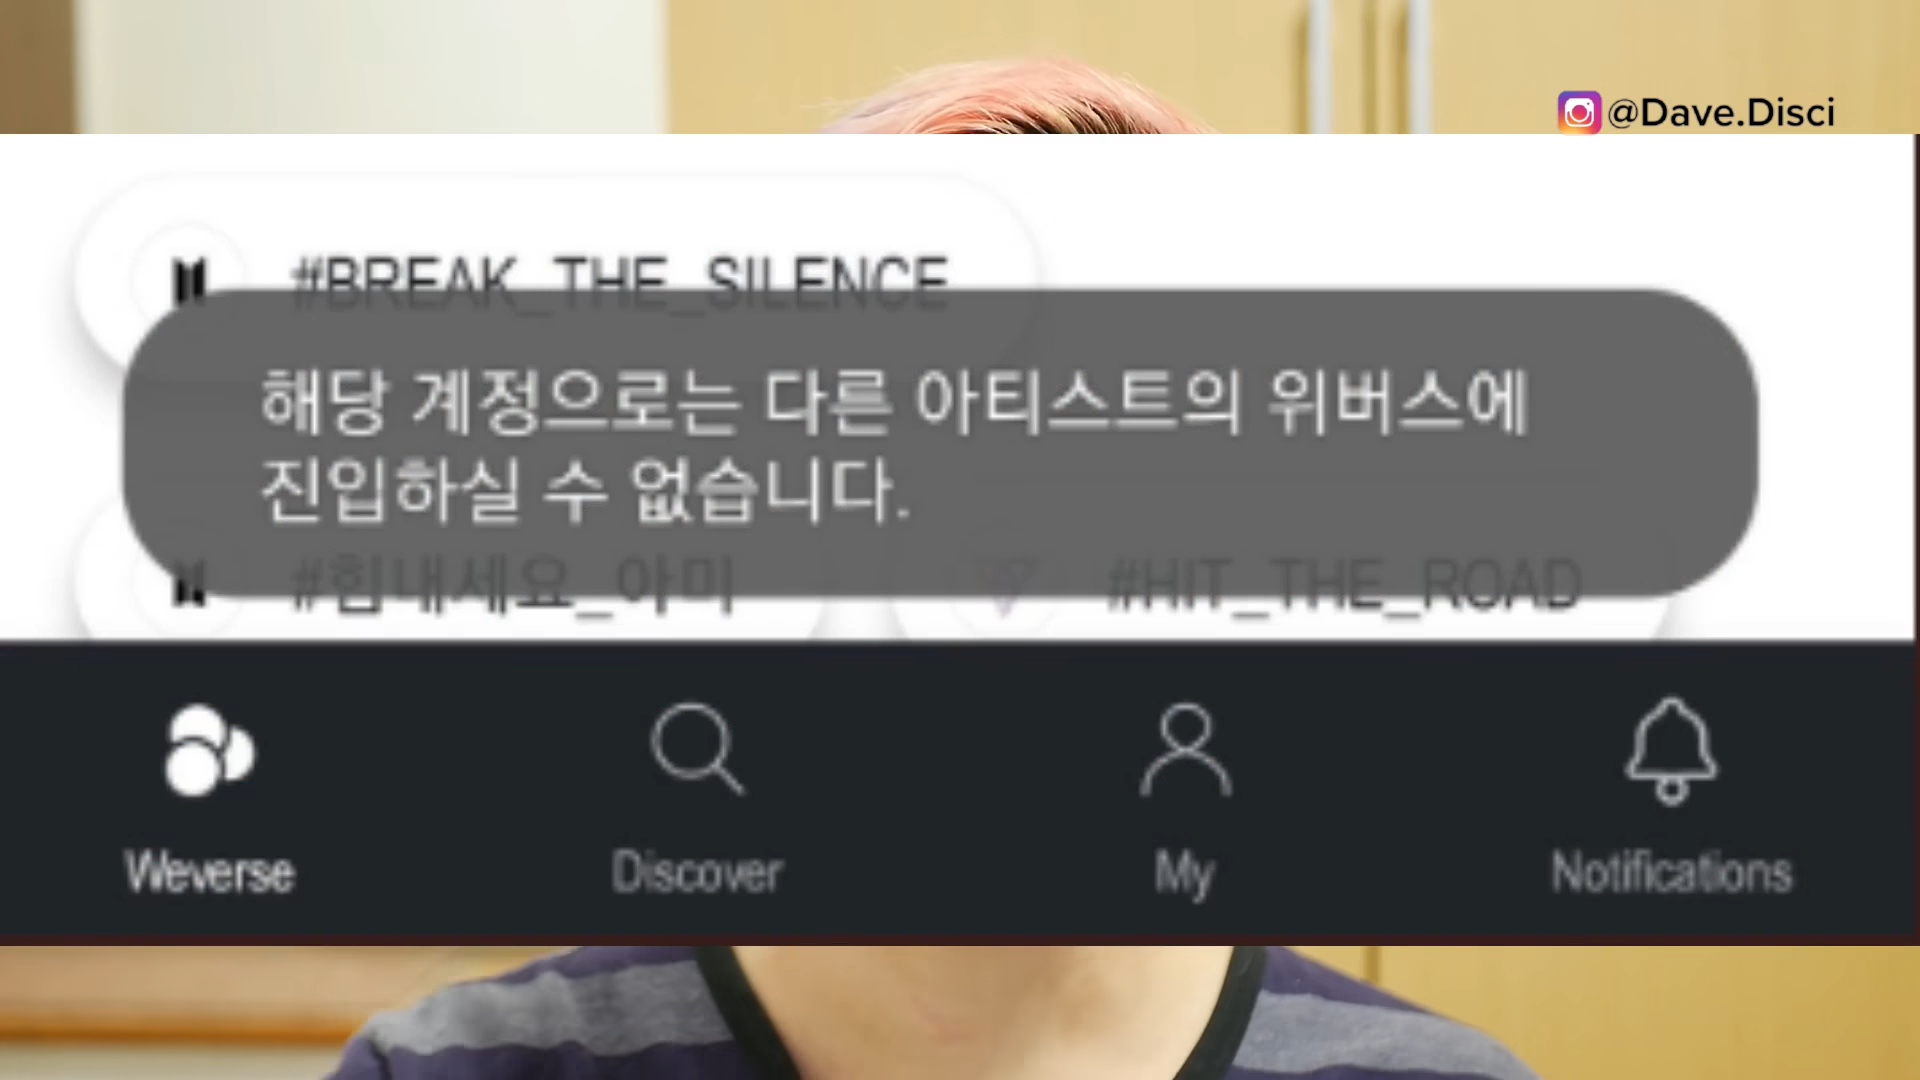 @Dave.Disci
#BREAK_THE_SILENCE
해당 계정으로는 다른 아티스트의 위버스에
진입하실 수 없습니다.
#힘내세요_아미
#HIT_THE_ROAD
Weverse
Discover
My
Notifications